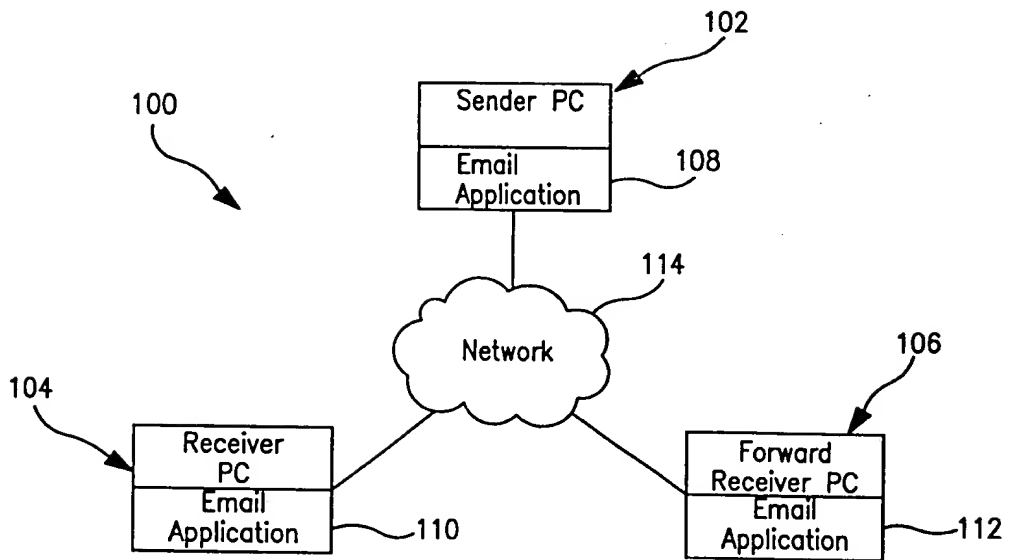 102
Sender PC
100
Email
Application
108
114
Network
106
104
Receiver
PC
Forward
Receiver PC
Email
Application
110
Email
Application
112